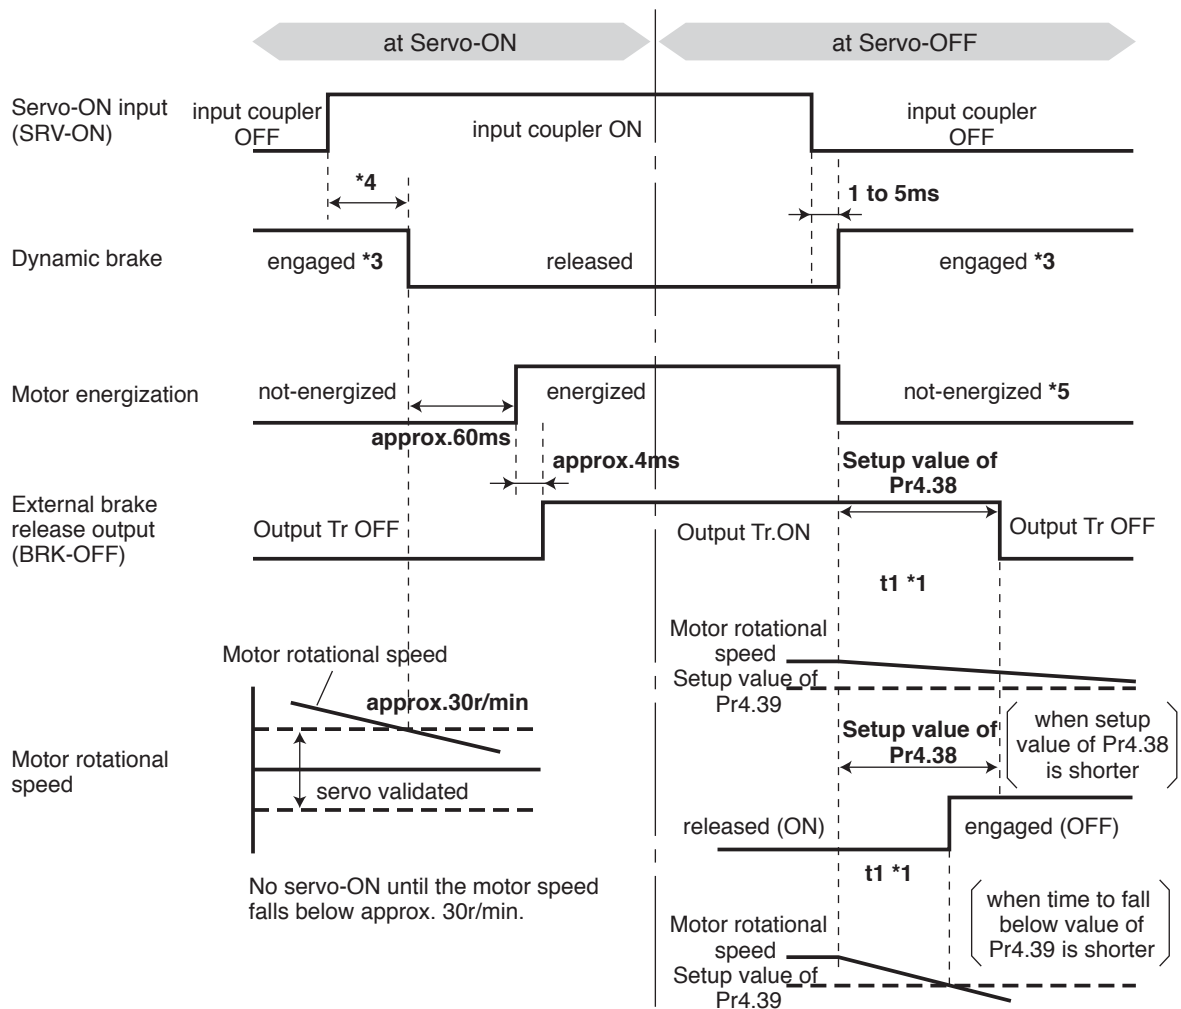 at Servo-ON
at Servo-OFF
Servo-ON input
(SRV-ON)
input coupler
OFF
input coupler ON
input coupler
OFF
*4
1 to 5ms
Dynamic brake
engaged *3
released
engaged *3
Motor energization
not-energized
energized
not-energized *5
approx.60ms
approx.4ms
Setup value of
Pr4.38
External brake
release output
(BRK-OFF)
Output Tr OFF
Output Tr.ON
Output Tr OFF
t1 *1
Motor rotational
speed
Setup value of
Pr4.39
Motor rotational speed
approx.30r/min
Setup value of
Pr4.38
when setup
value of Pr4.38
is shorter
Motor rotational
speed
servo validated
released (ON)
engaged (OFF)
t1 *1
No servo-ON until the motor speed
falls below approx. 30r/min.
when time to fall
below value of
Pr4.39 is shorter
Motor rotational
speed
Setup value of
Pr4.39